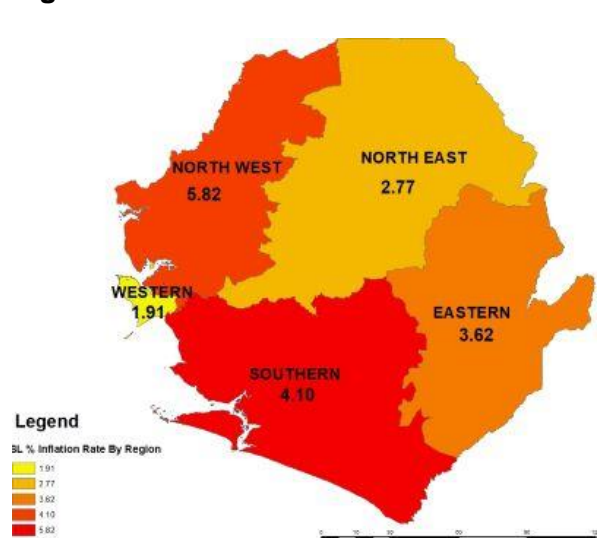 NORTH WEST
5.82
NORTH EAST
2.77
WESTERN
1.91
EASTERN
3.62
SOUTHERN
4.10
Legend
SL % Inflation Rate By Region
1.91
2.77
3.62
4.10
5.82